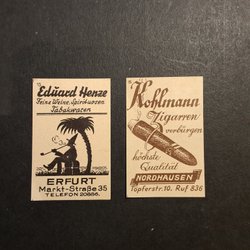 Eduard Henze
Feine Weine, Spirituosen
Tabakwaren
ERFURT
Markt-Straße 35
TELEFON 20886.
Kohlmann
Zigarren
verbürgen
höchste
Qualität
NORDHAUSEN
Töpferstr. 10, Ruf 836